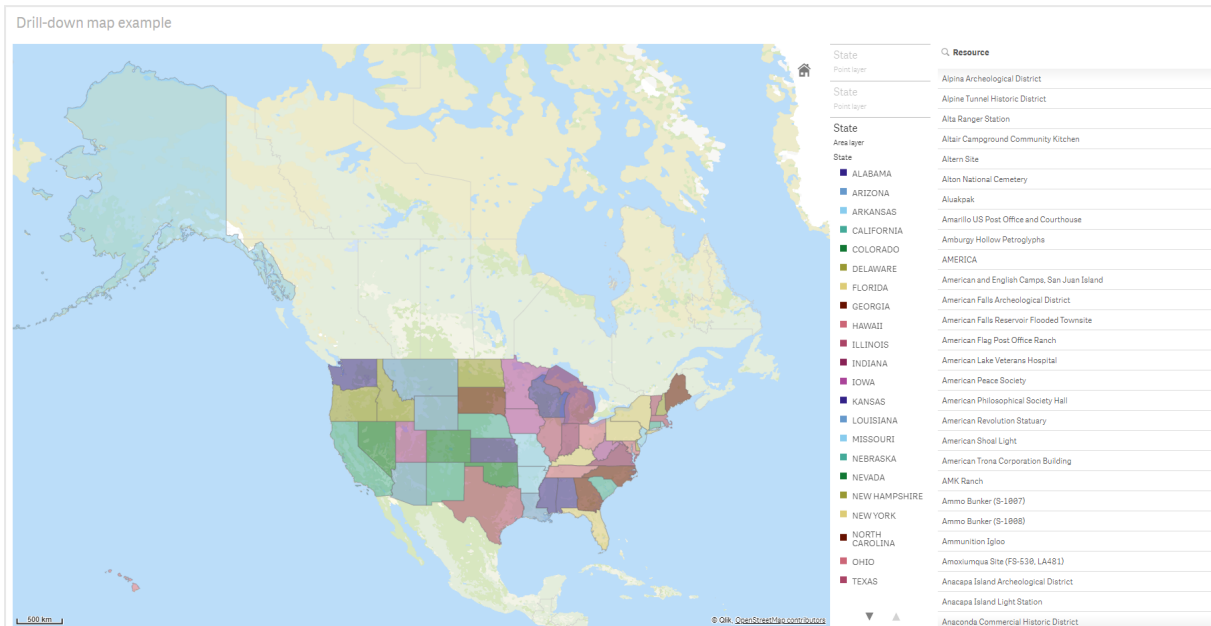 Drill-down map example
State
Point layer
State
Point layer
State
Area layer
State
ALABAMA
ARIZONA
ARKANSAS
CALIFORNIA
COLORADO
DELAWARE
FLORIDA
GEORGIA
HAWAII
ILLINOIS
INDIANA
IOWA
KANSAS
LOUISIANA
MISSOURI
NEBRASKA
NEVADA
NEW HAMPSHIRE
NEW YORK
NORTH
CAROLINA
OHIO
TEXAS
Resource
Alpina Archeological District
Alpine Tunnel Historic District
Alta Ranger Station
Altair Campground Community Kitchen
Altern Site
Alton National Cemetery
Aluakpak
Amarillo US Post Office and Courthouse
Amburgy Hollow Petroglyphs
AMERICA
American and English Camps, San Juan Island
American Falls Archeological District
American Falls Reservoir Flooded Townsite
American Flag Post Office Ranch
American Lake Veterans Hospital
American Peace Society
American Philosophical Society Hall
American Revolution Statuary
American Shoal Light
American Trona Corporation Building
AMK Ranch
Ammo Bunker (S-1007)
Ammo Bunker (S-1008)
Ammunition Igloo
Amoxiumqua Site (FS-530, LA481)
Anacapa Island Archeological District
Anacapa Island Light Station
Anaconda Commercial Historic District
500 km
© Qlik, OpenStreetMap contributors